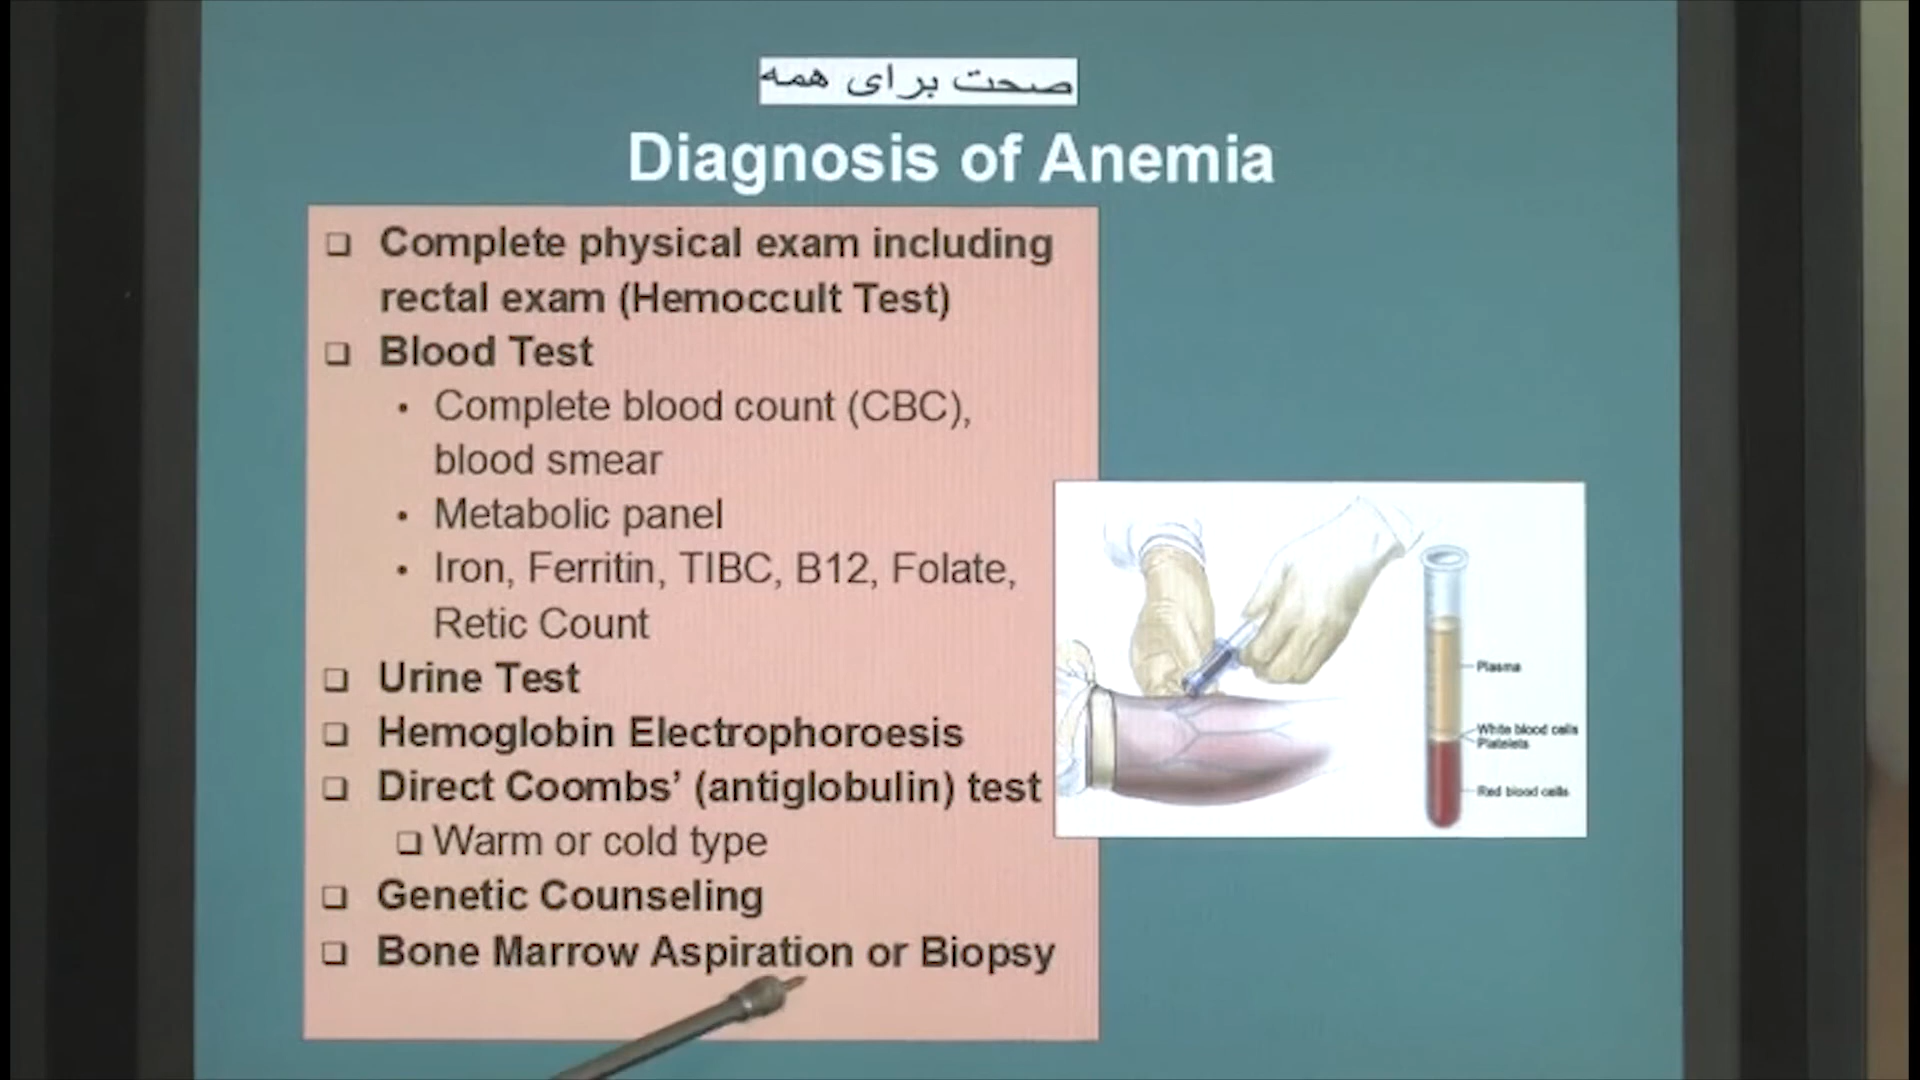 صحت برای همه
Diagnosis of Anemia
❑ Complete physical exam including
rectal exam (Hemoccult Test)
❑ Blood Test
• Complete blood count (CBC),
blood smear
• Metabolic panel
• Iron, Ferritin, TIBC, B12, Folate,
Retic Count
❑ Urine Test
❑ Hemoglobin Electrophoroesis
❑ Direct Coombs’ (antiglobulin) test
❑ Warm or cold type
❑ Genetic Counseling
❑ Bone Marrow Aspiration or Biopsy
Plasma
White blood cells
Platelets
Red blood cells